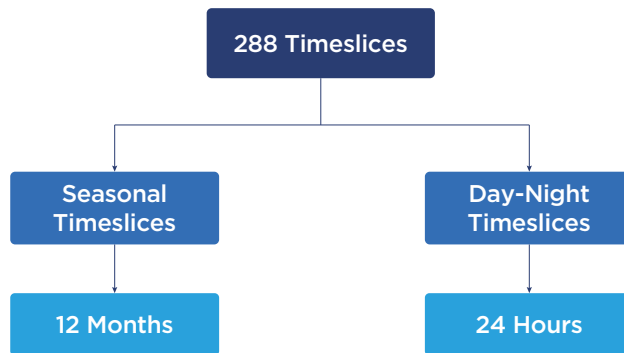 288 Timeslices
Seasonal
Timeslices
Day-Night
Timeslices
12 Months
24 Hours